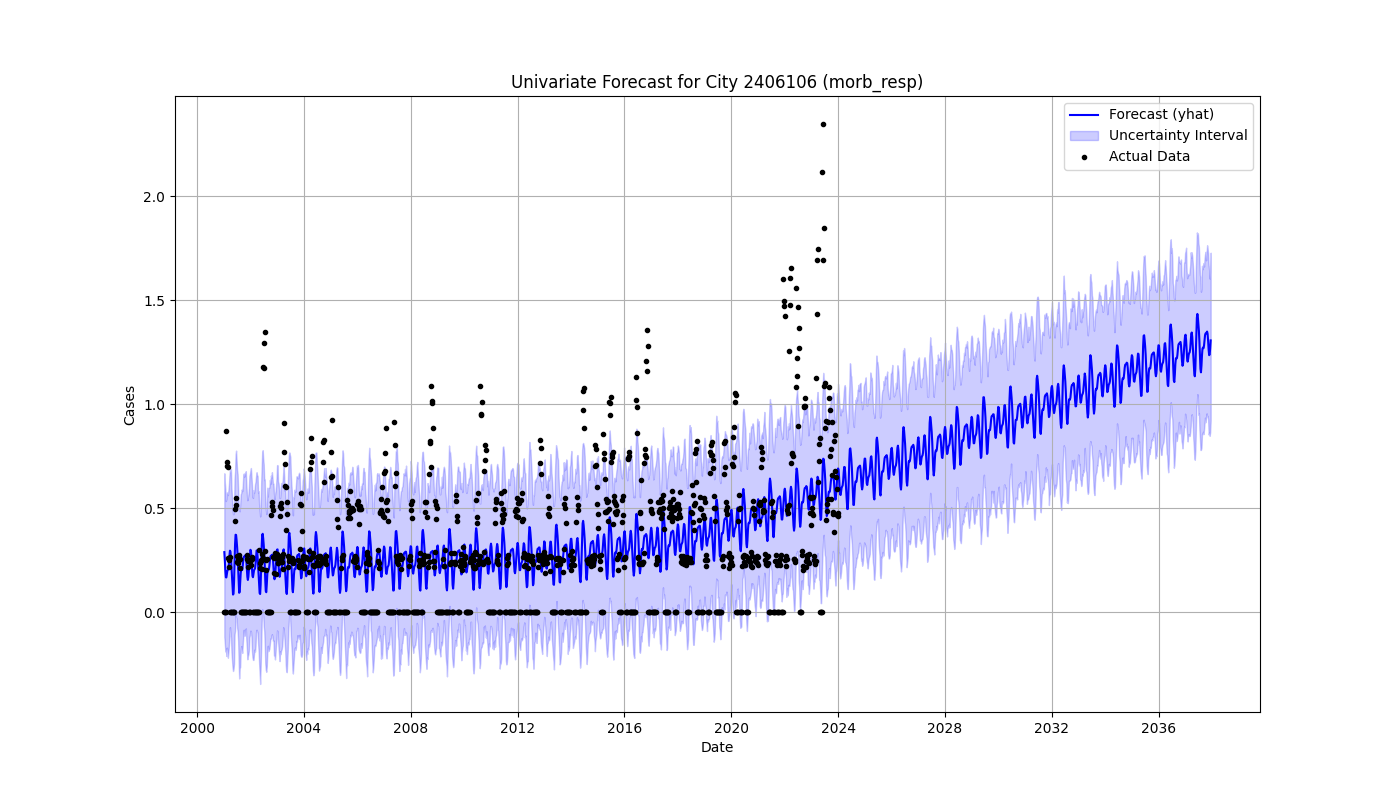 Univariate Forecast for City 2406106 (morb_resp)
Forecast (yhat)
Uncertainty Interval
Actual Data
Cases
2.0
1.5
1.0
0.5
0.0
2000 2004 2008 2012 2016 2020 2024 2028 2032 2036
Date